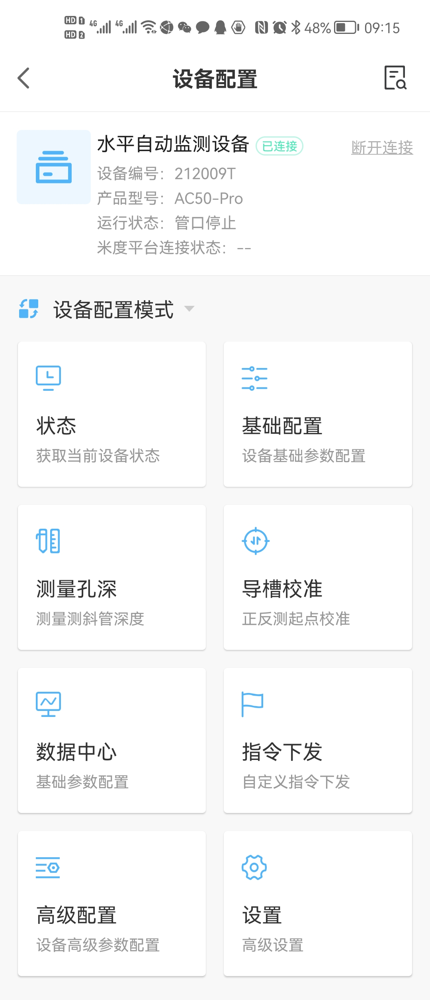 HD 1 4G 4G 48% 09:15
HD 2
设备配置
水平自动监测设备 已连接 断开连接
设备编号：212009T
产品型号：AC50-Pro
运行状态：管口停止
米度平台连接状态：--
设备配置模式
状态
获取当前设备状态
基础配置
设备基础参数配置
测量孔深
测量测斜管深度
导槽校准
正反测起点校准
数据中心
基础参数配置
指令下发
自定义指令下发
高级配置
设备高级参数配置
设置
高级设置